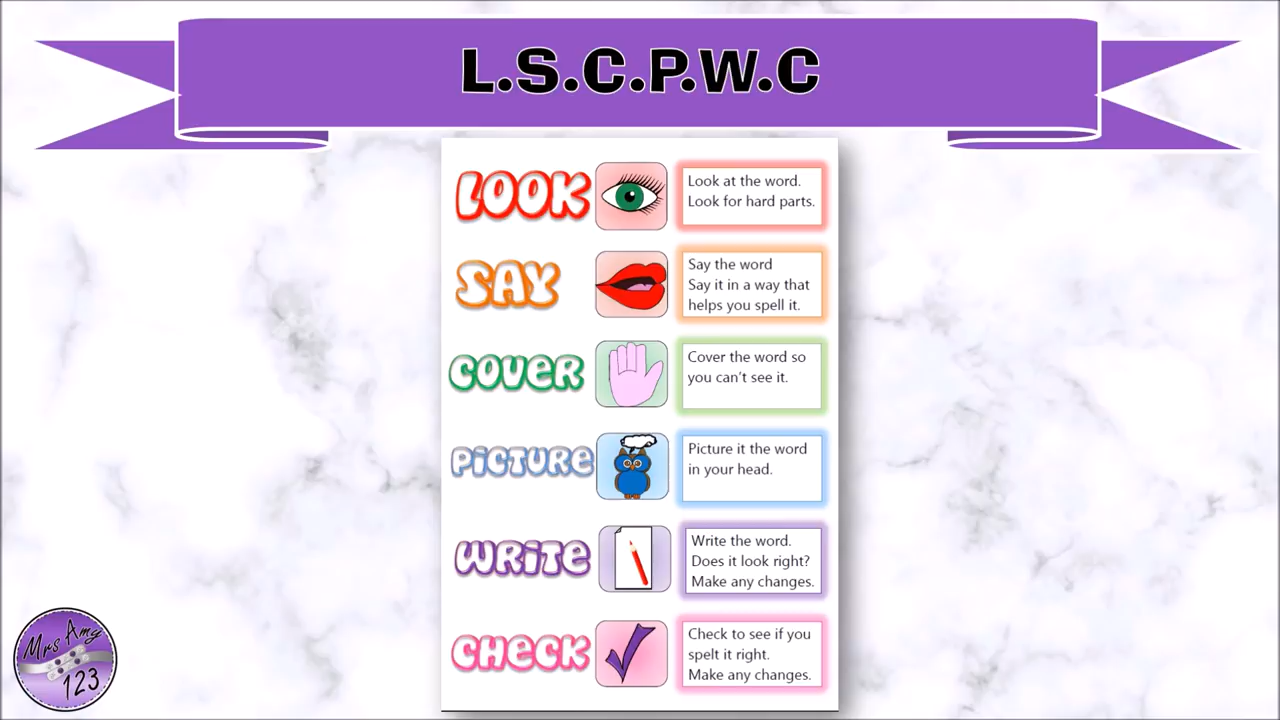 L.S.C.P.W.C
LOOK
Look at the word.
Look for hard parts.
SAY
Say the word
Say it in a way that
helps you spell it.
COVER
Cover the word so
you can't see it.
PICTURE
Picture it the word
in your head.
WRITE
Write the word.
Does it look right?
Make any changes.
CHECK
Check to see if you
spelt it right.
Make any changes.
Mrs Amy
123